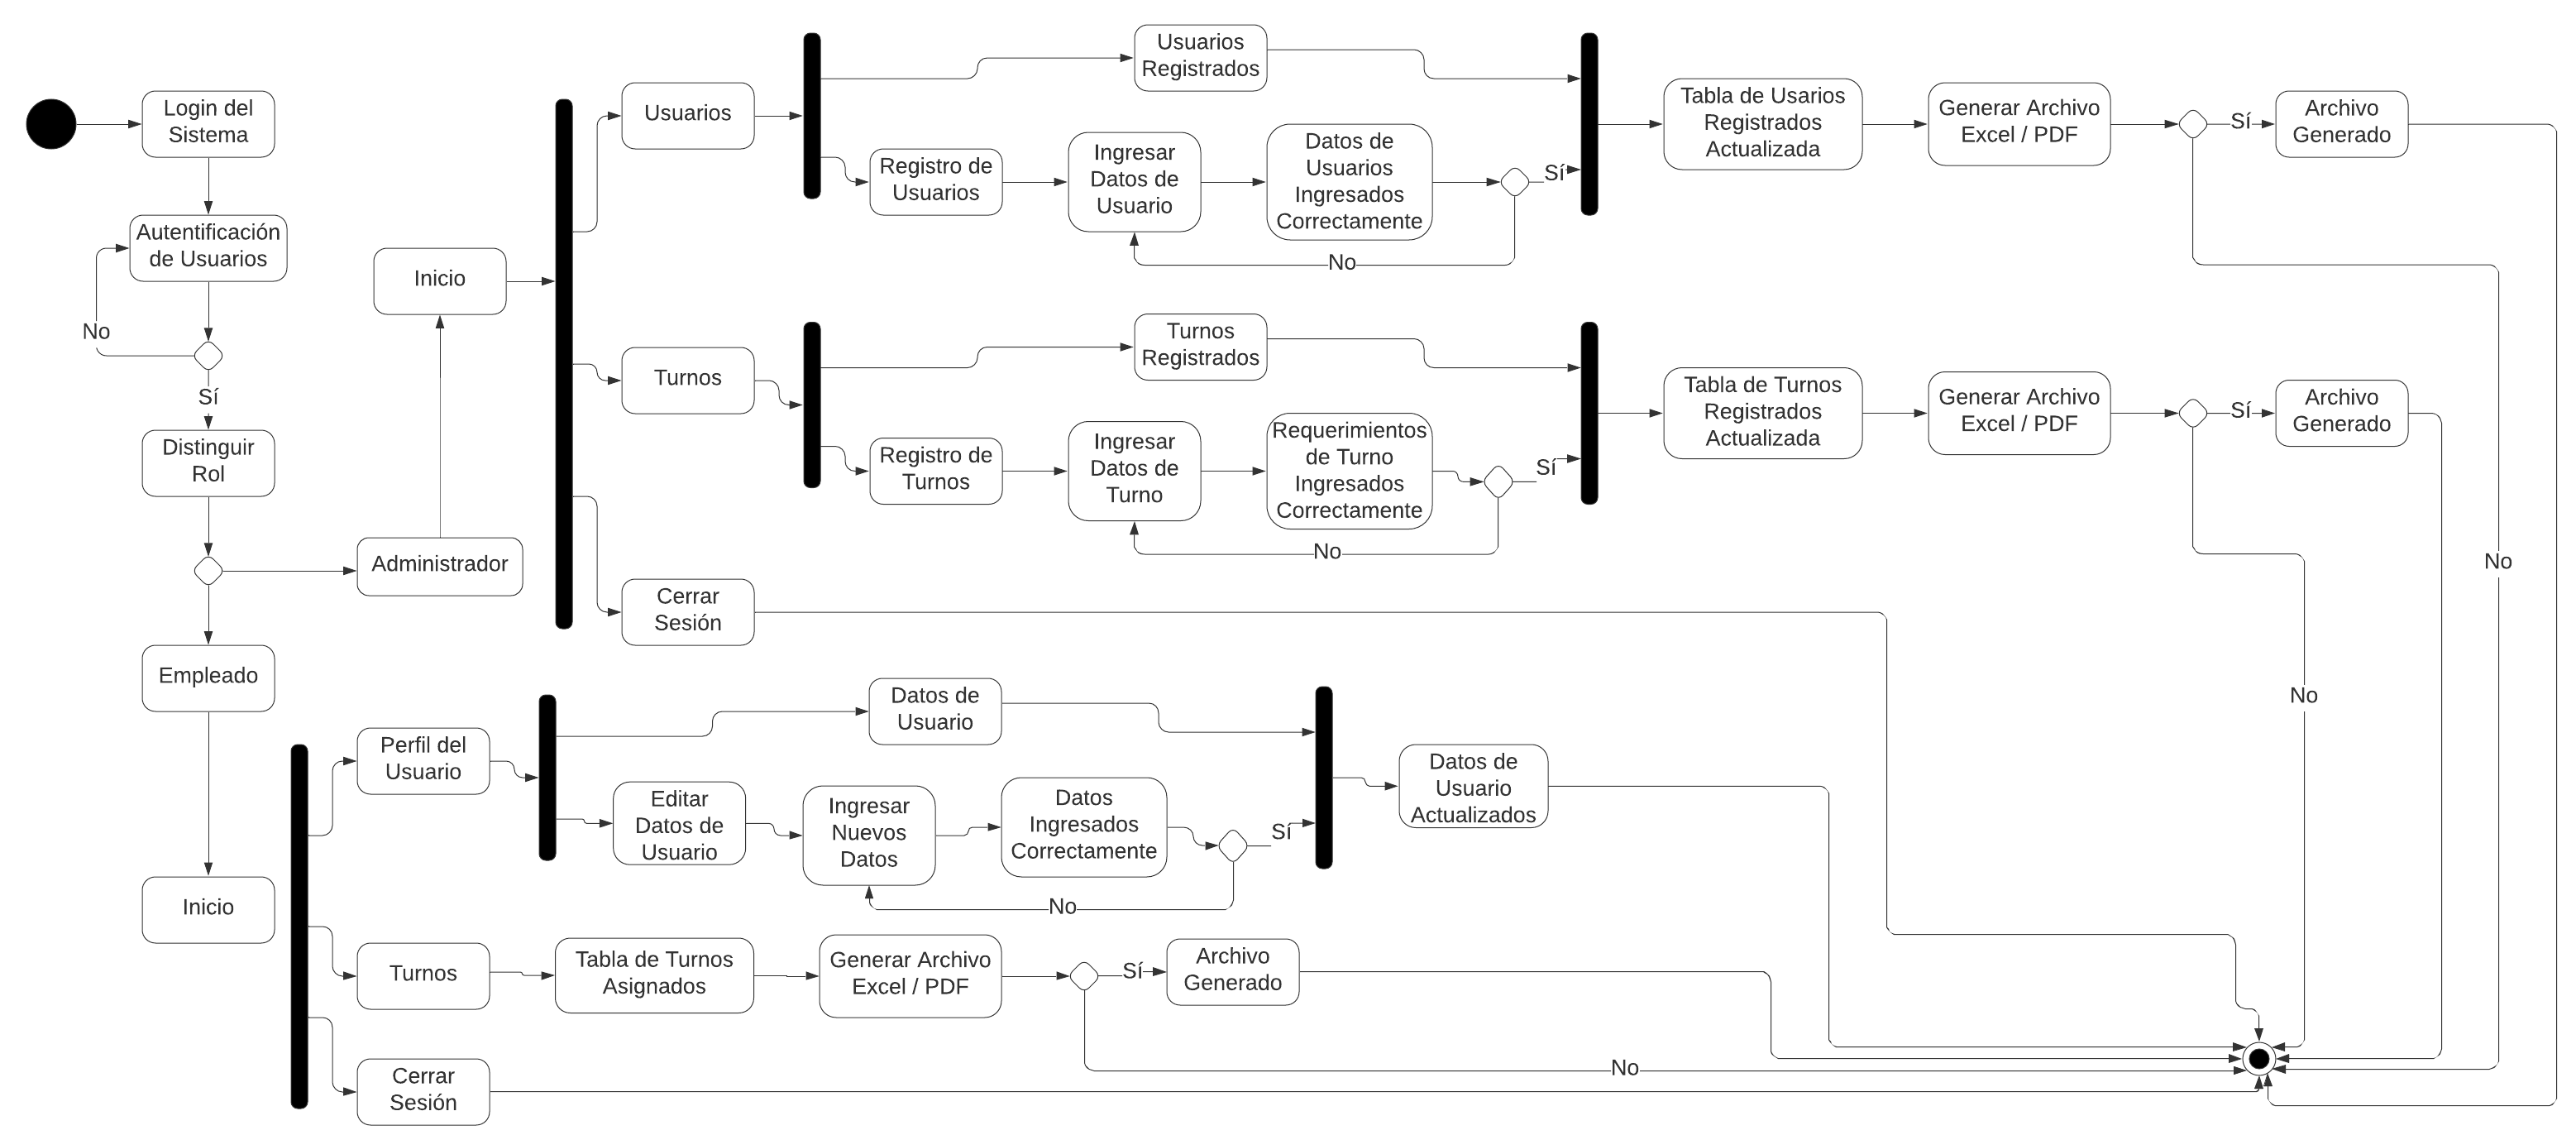 Login del
Sistema
Autentificación
de Usuarios
No
Sí
Distinguir
Rol
Administrador
Empleado
Inicio
Inicio
Usuarios
Usuarios
Registrados
Registro de
Usuarios
Ingresar
Datos de
Usuario
Datos de
Usuarios
Ingresados
Correctamente
Sí
No
Tabla de Usarios
Registrados
Actualizada
Generar Archivo
Excel / PDF
Sí
Archivo
Generado
No
Turnos
Turnos
Registrados
Registro de
Turnos
Ingresar
Datos de
Turno
Requerimientos
de Turno
Ingresados
Correctamente
Sí
No
Tabla de Turnos
Registrados
Actualizada
Generar Archivo
Excel / PDF
Sí
Archivo
Generado
No
Cerrar
Sesión
Perfil del
Usuario
Datos de
Usuario
Editar
Datos de
Usuario
Ingresar
Nuevos
Datos
Datos
Ingresados
Correctamente
Sí
No
Datos de
Usuario
Actualizados
Turnos
Tabla de Turnos
Asignados
Generar Archivo
Excel / PDF
Sí
Archivo
Generado
No
Cerrar
Sesión